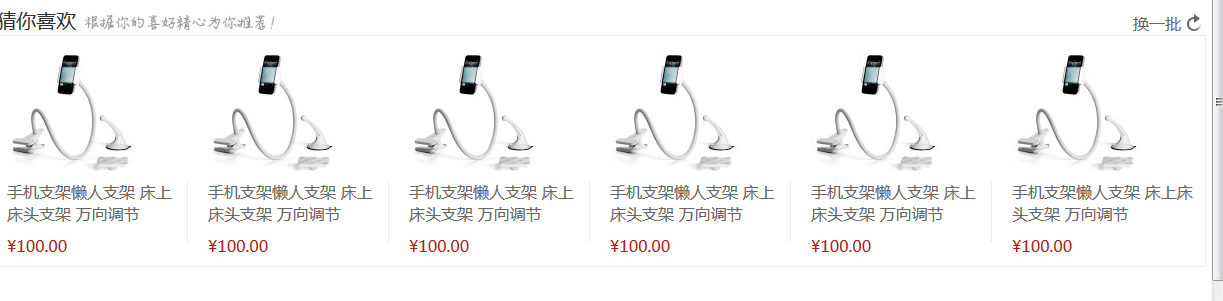 猜你喜欢 根据你的喜好精心为你推荐！ 换一批
手机支架懒人支架 床上
床头支架 万向调节
¥100.00
手机支架懒人支架 床上
床头支架 万向调节
¥100.00
手机支架懒人支架 床上
床头支架 万向调节
¥100.00
手机支架懒人支架 床上
床头支架 万向调节
¥100.00
手机支架懒人支架 床上
床头支架 万向调节
¥100.00
手机支架懒人支架 床上床
头支架 万向调节
¥100.00